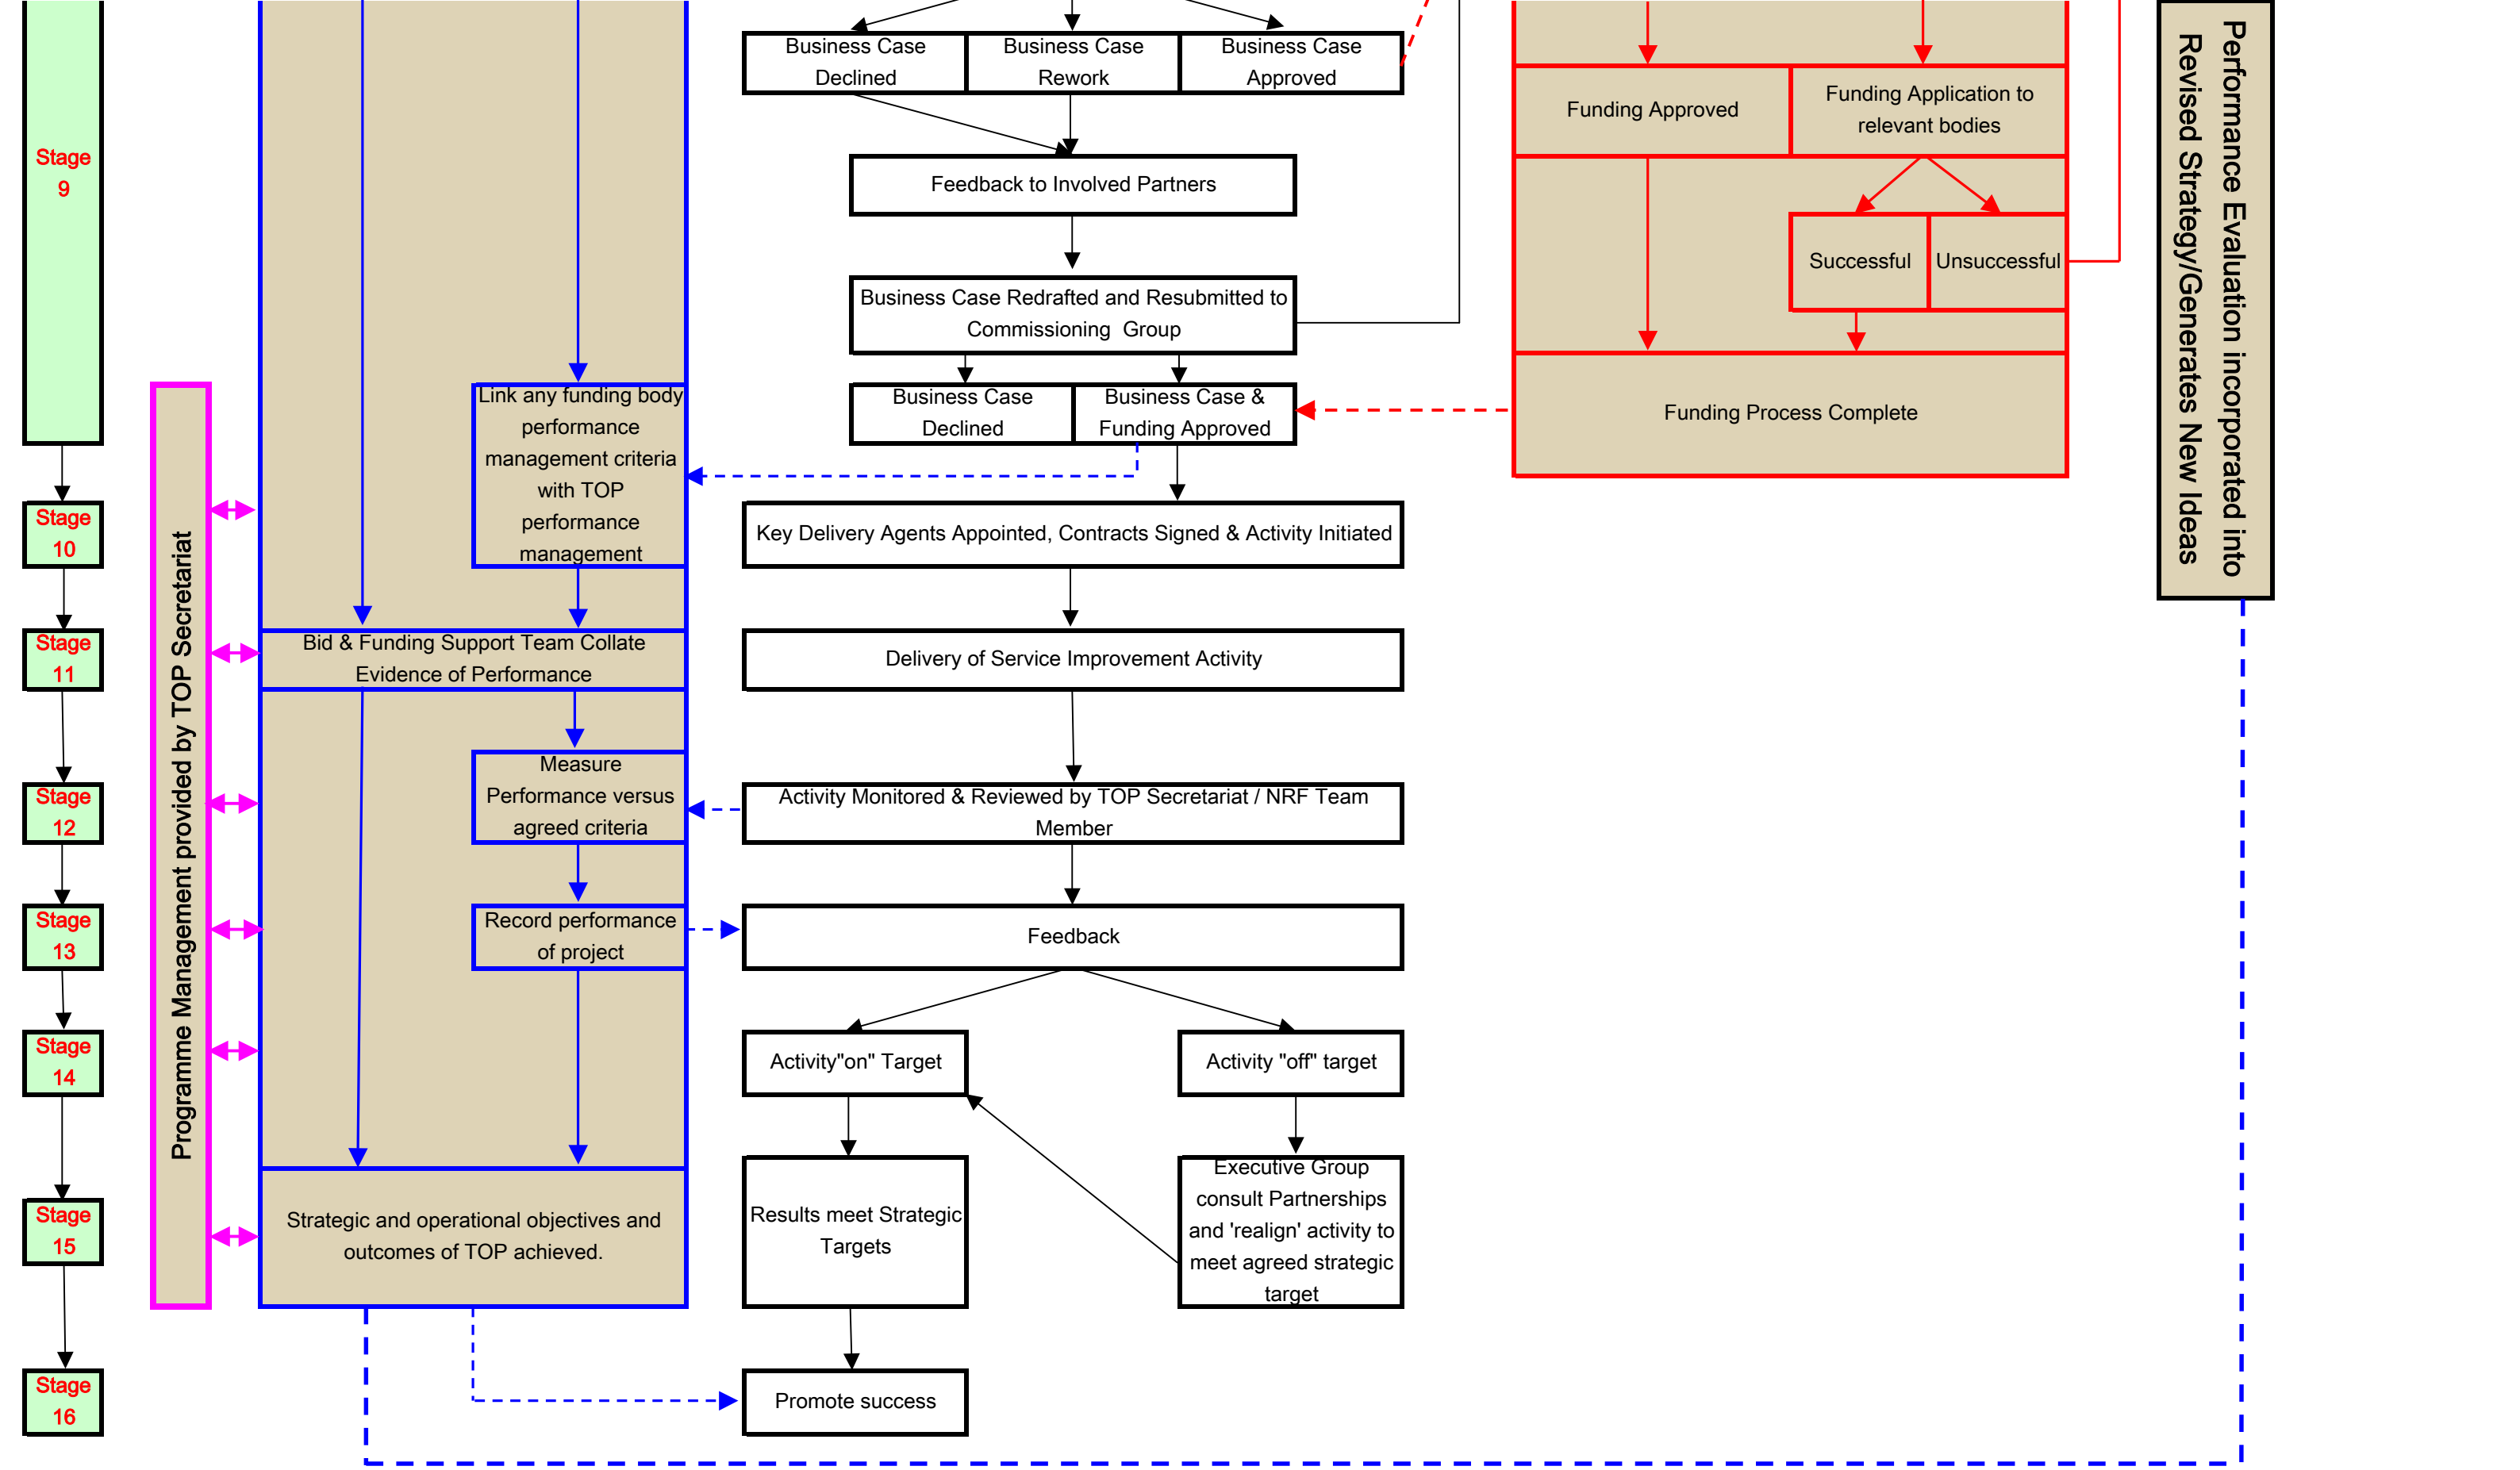 Stage
9
Stage
10
Stage
11
Stage
12
Stage
13
Stage
14
Stage
15
Stage
16
Programme Management provided by TOP Secretariat
Link any funding body
performance
management criteria
with TOP
performance
management
Bid & Funding Support Team Collate
Evidence of Performance
Measure
Performance versus
agreed criteria
Record performance
of project
Strategic and operational objectives and
outcomes of TOP achieved.
Business Case
Declined
Business Case
Rework
Business Case
Approved
Feedback to Involved Partners
Business Case Redrafted and Resubmitted to
Commissioning  Group
Business Case
Declined
Business Case &
Funding Approved
Key Delivery Agents Appointed, Contracts Signed & Activity Initiated
Delivery of Service Improvement Activity
Activity Monitored & Reviewed by TOP Secretariat / NRF Team
Member
Feedback
Activity"on" Target
Activity "off" target
Results meet Strategic
Targets
Executive Group
consult Partnerships
and 'realign' activity to
meet agreed strategic
target
Promote success
Funding Approved
Funding Application to
relevant bodies
Successful
Unsuccessful
Funding Process Complete
Performance Evaluation incorporated into
Revised Strategy/Generates New Ideas